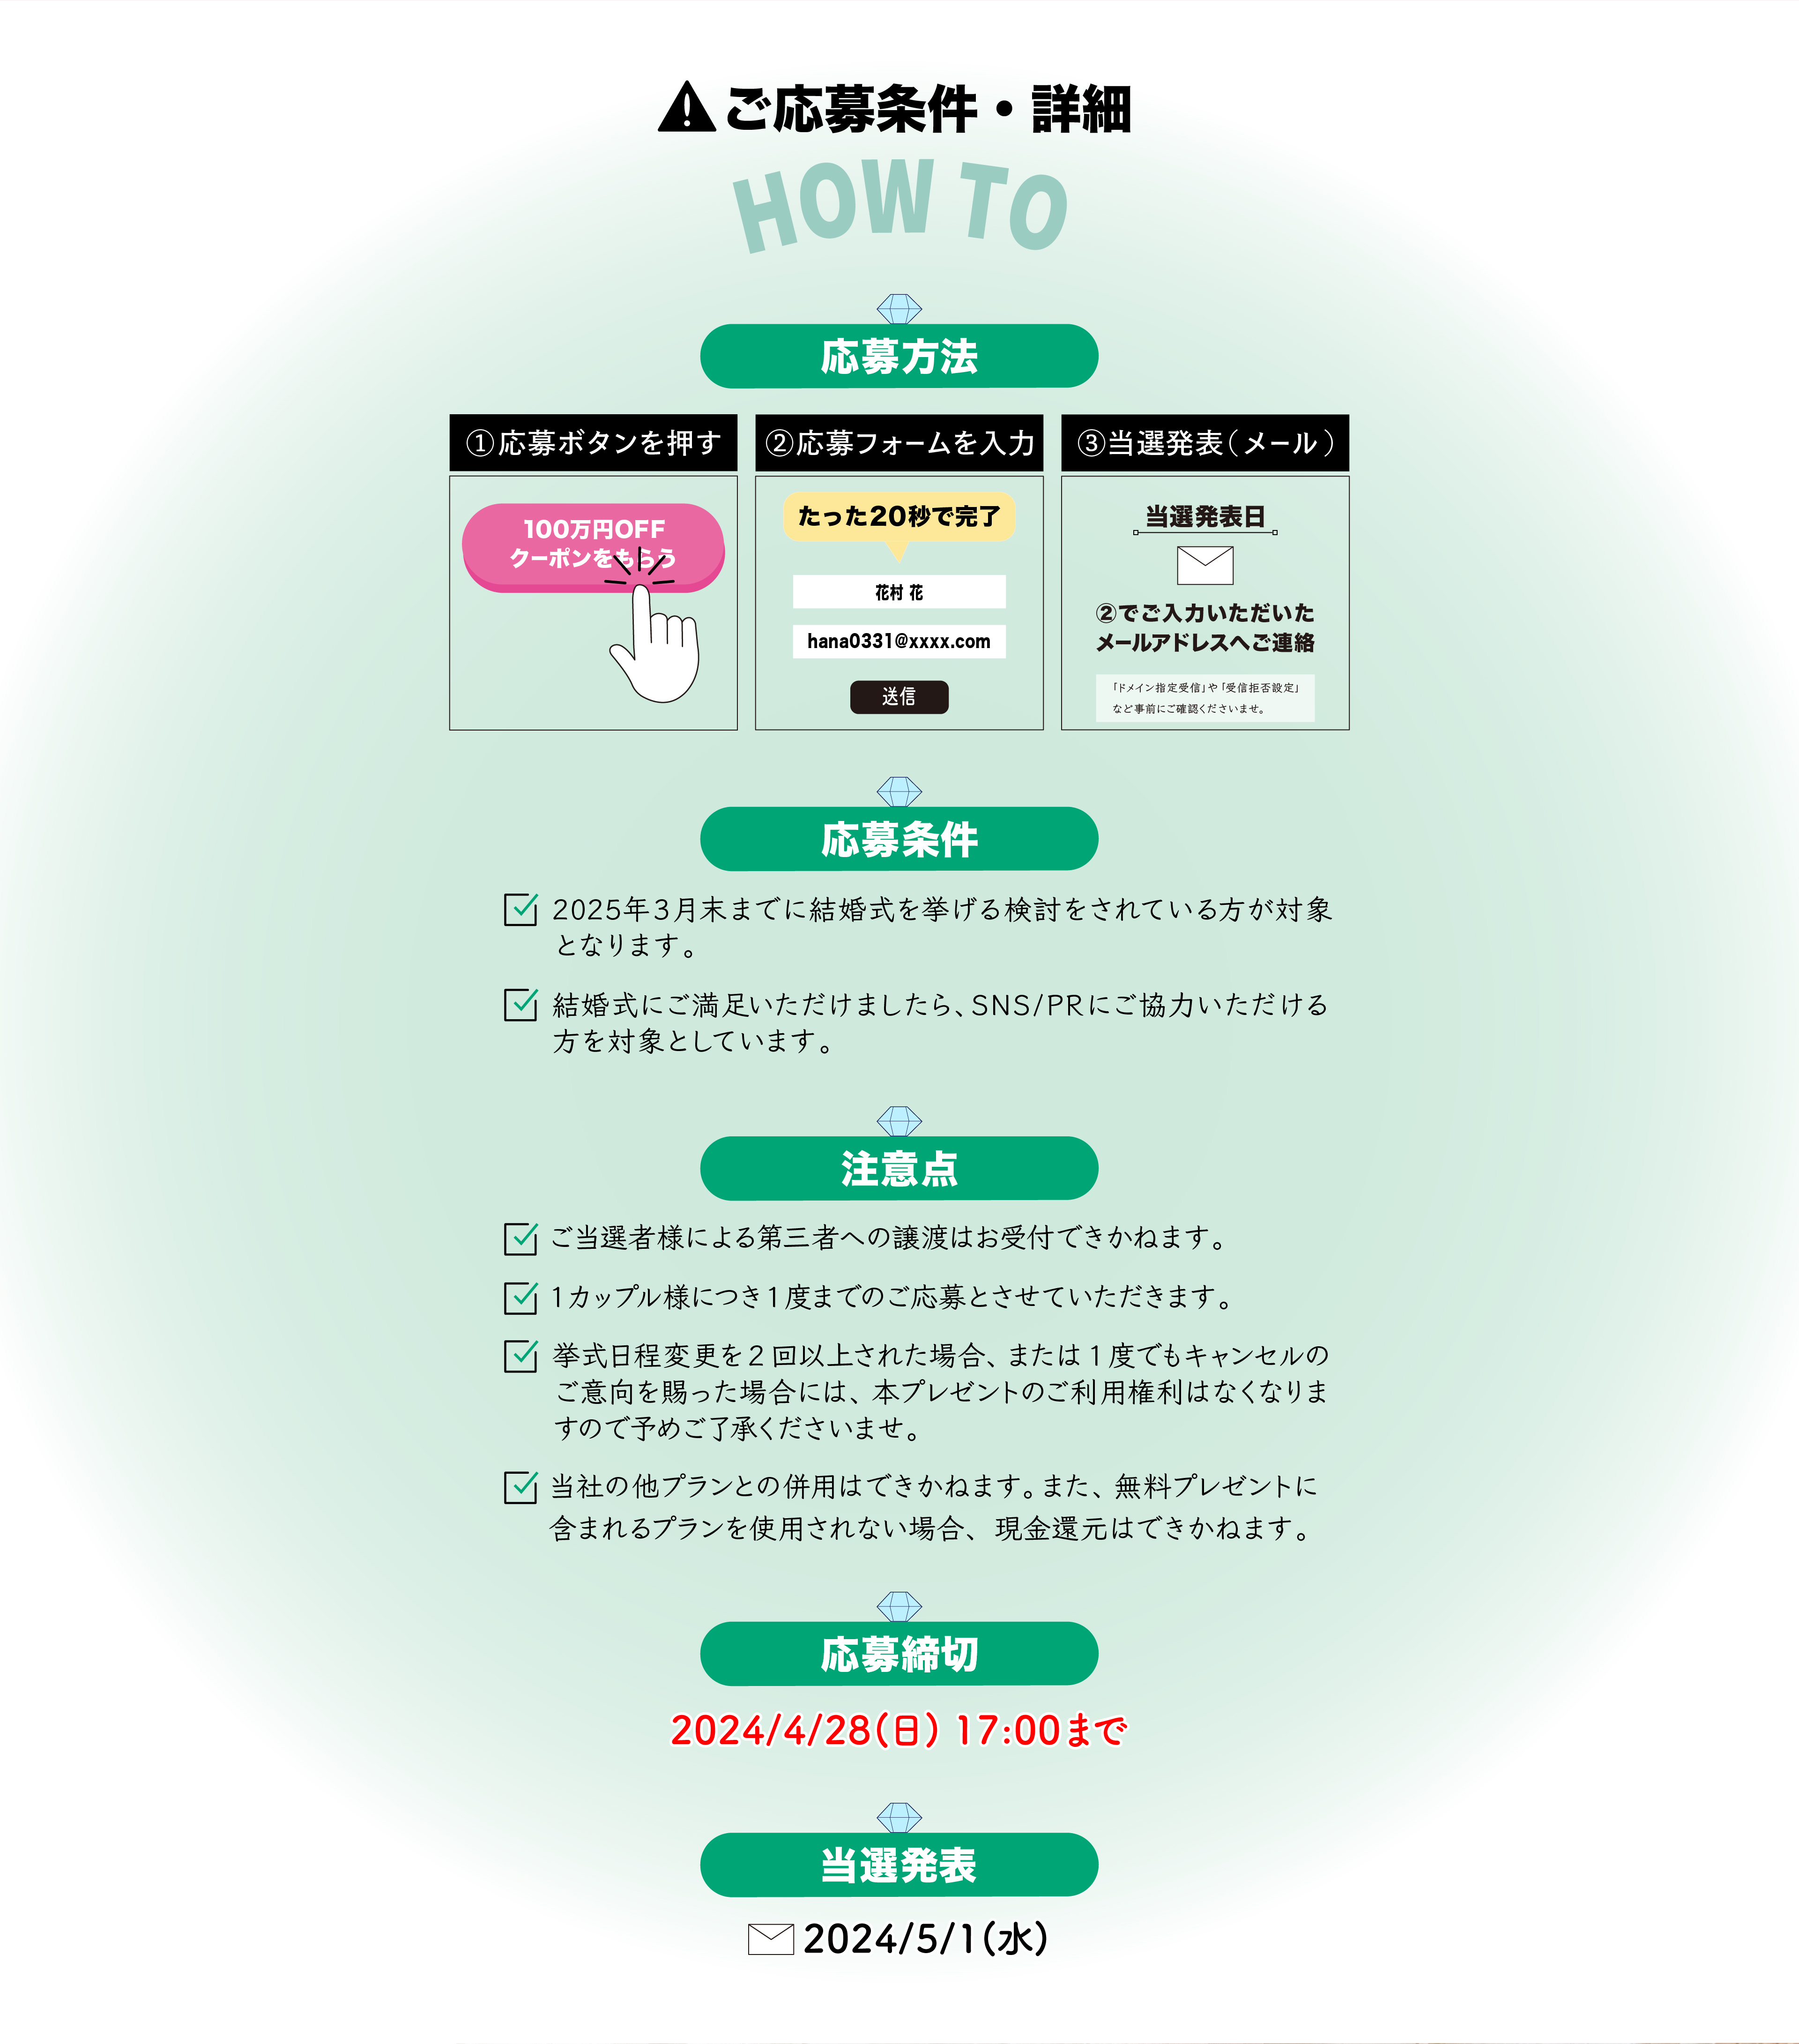 ご応募条件・詳細
HOW TO
応募方法
①応募ボタンを押す
100万円OFF
クーポンをもらう
②応募フォームを入力
たった20秒で完了
花村 花
hana0331@xxxx.com
送信
③当選発表(メール)
当選発表日
②でご入力いただいた
メールアドレスへご連絡
「ドメイン指定受信」や「受信拒否設定」
など事前にご確認くださいませ。
応募条件
2025年3月末までに結婚式を挙げる検討をされている方が対象
となります。
結婚式にご満足いただけましたら、SNS/PRにご協力いただける
方を対象としています。
注意点
ご当選者様による第三者への譲渡はお受付できかねます。
1カップル様につき1度までのご応募とさせていただきます。
挙式日程変更を2回以上された場合、または1度でもキャンセルの
ご意向を賜った場合には、本プレゼントのご利用権利はなくなりま
すので予めご了承くださいませ。
当社の他プランとの併用はできかねます。また、無料プレゼントに
含まれるプランを使用されない場合、現金還元はできかねます。
応募締切
2024/4/28(日) 17:00まで
当選発表
2024/5/1(水)